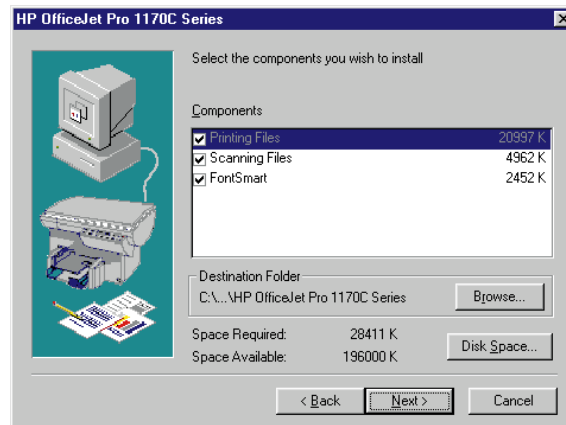 HP OfficeJet Pro 1170C Series
Select the components you wish to install
Components
Printing Files 20997 K
Scanning Files 4962 K
FontSmart 2452 K
Destination Folder
C:\...\HP OfficeJet Pro 1170C Series Browse...
Space Required: 28411 K
Space Available: 196000 K
Disk Space...
< Back Next > Cancel